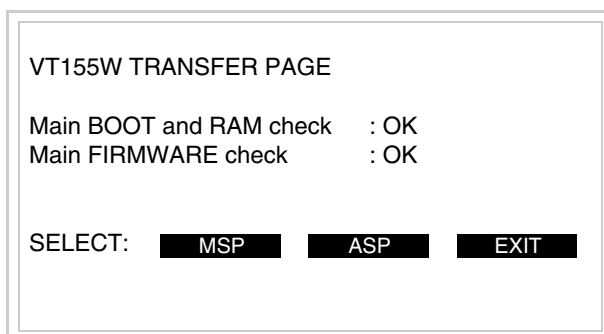 VT155W TRANSFER PAGE
Main BOOT and RAM check : OK
Main FIRMWARE check : OK
SELECT: MSP ASP EXIT